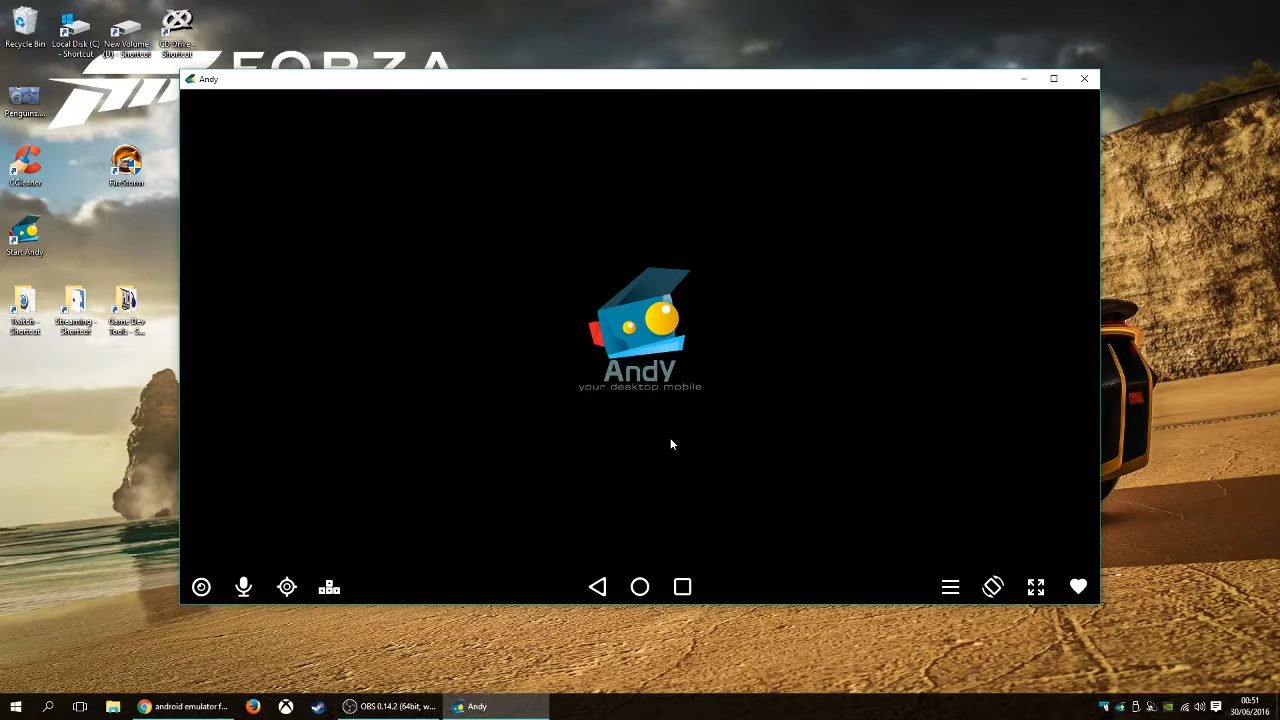 FORZA
Recycle Bin
Local Disk (C)
- Shortcut
New Volume
(D) - Shortcut
GD Drive -
Shortcut
Penguins....
CCleaner
FireStorm
Start Andy
Twitch -
Shortcut
Streaming -
Shortcut
Game Dev
Tools - S...
Andy
Andy
your desktop mobile
android emulator f...
OBS 0.14.2 (64bit, w...
Andy
00:51
30/06/2016